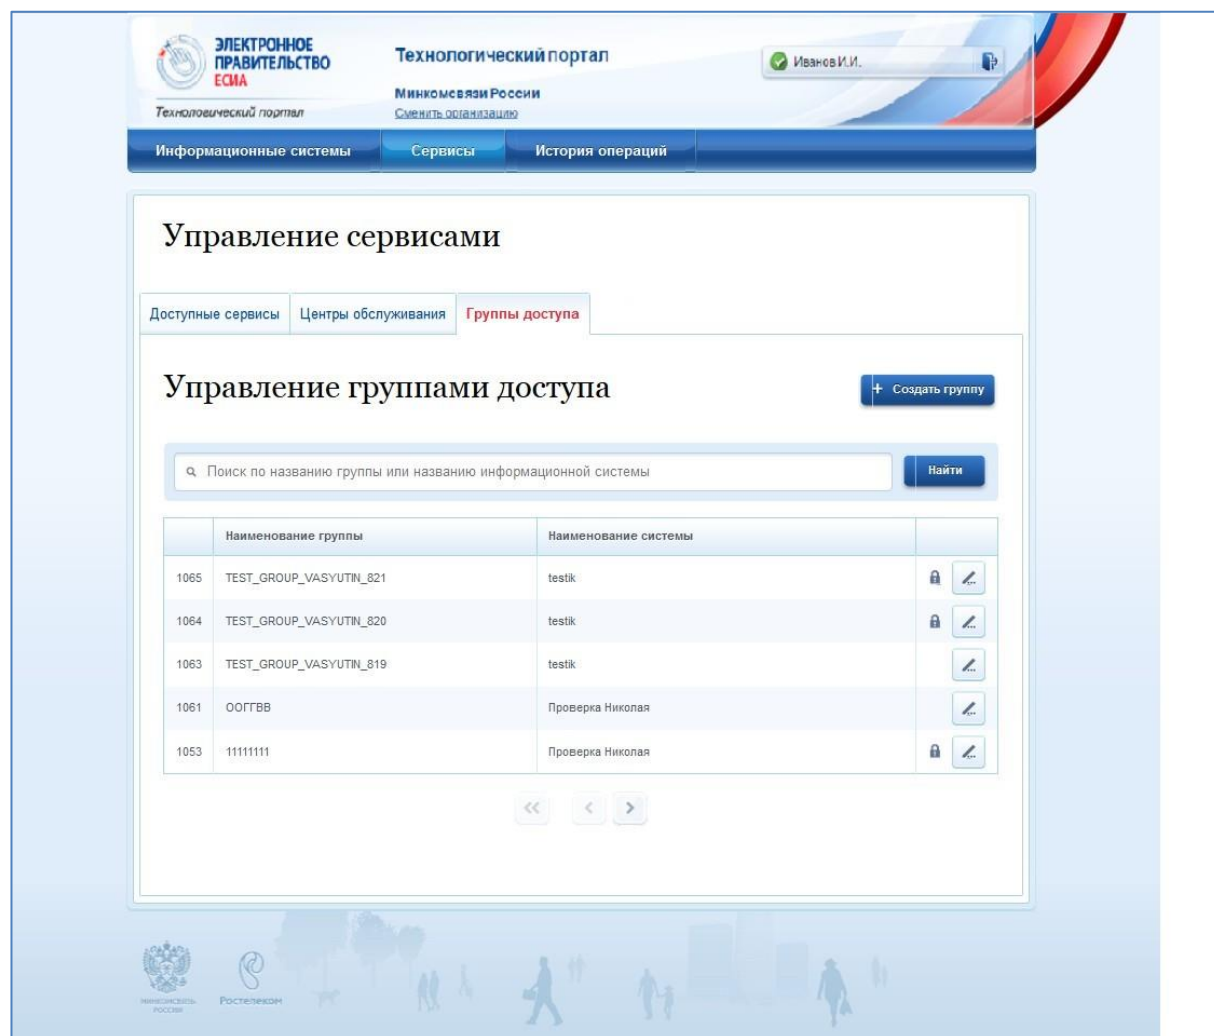 ЭЛЕКТРОННОЕ
ПРАВИТЕЛЬСТВО
ЕСИА
Технологический портал
Технологический портал
Минкомсвязи России
Сменить организацию
Иванов И.И.
Информационные системы Сервисы История операций
Управление сервисами
Доступные сервисы Центры обслуживания Группы доступа
Управление группами доступа
+ Создать группу
Поиск по названию группы или названию информационной системы
Найти
Наименование группы Наименование системы
1065 TEST_GROUP_VASYUTIN_821 testik
1064 TEST_GROUP_VASYUTIN_820 testik
1063 TEST_GROUP_VASYUTIN_819 testik
1061 ООГГВВ Проверка Николая
1053 11111111 Проверка Николая
МИНКОМСВЯЗЬ
РОССИИ
Ростелеком